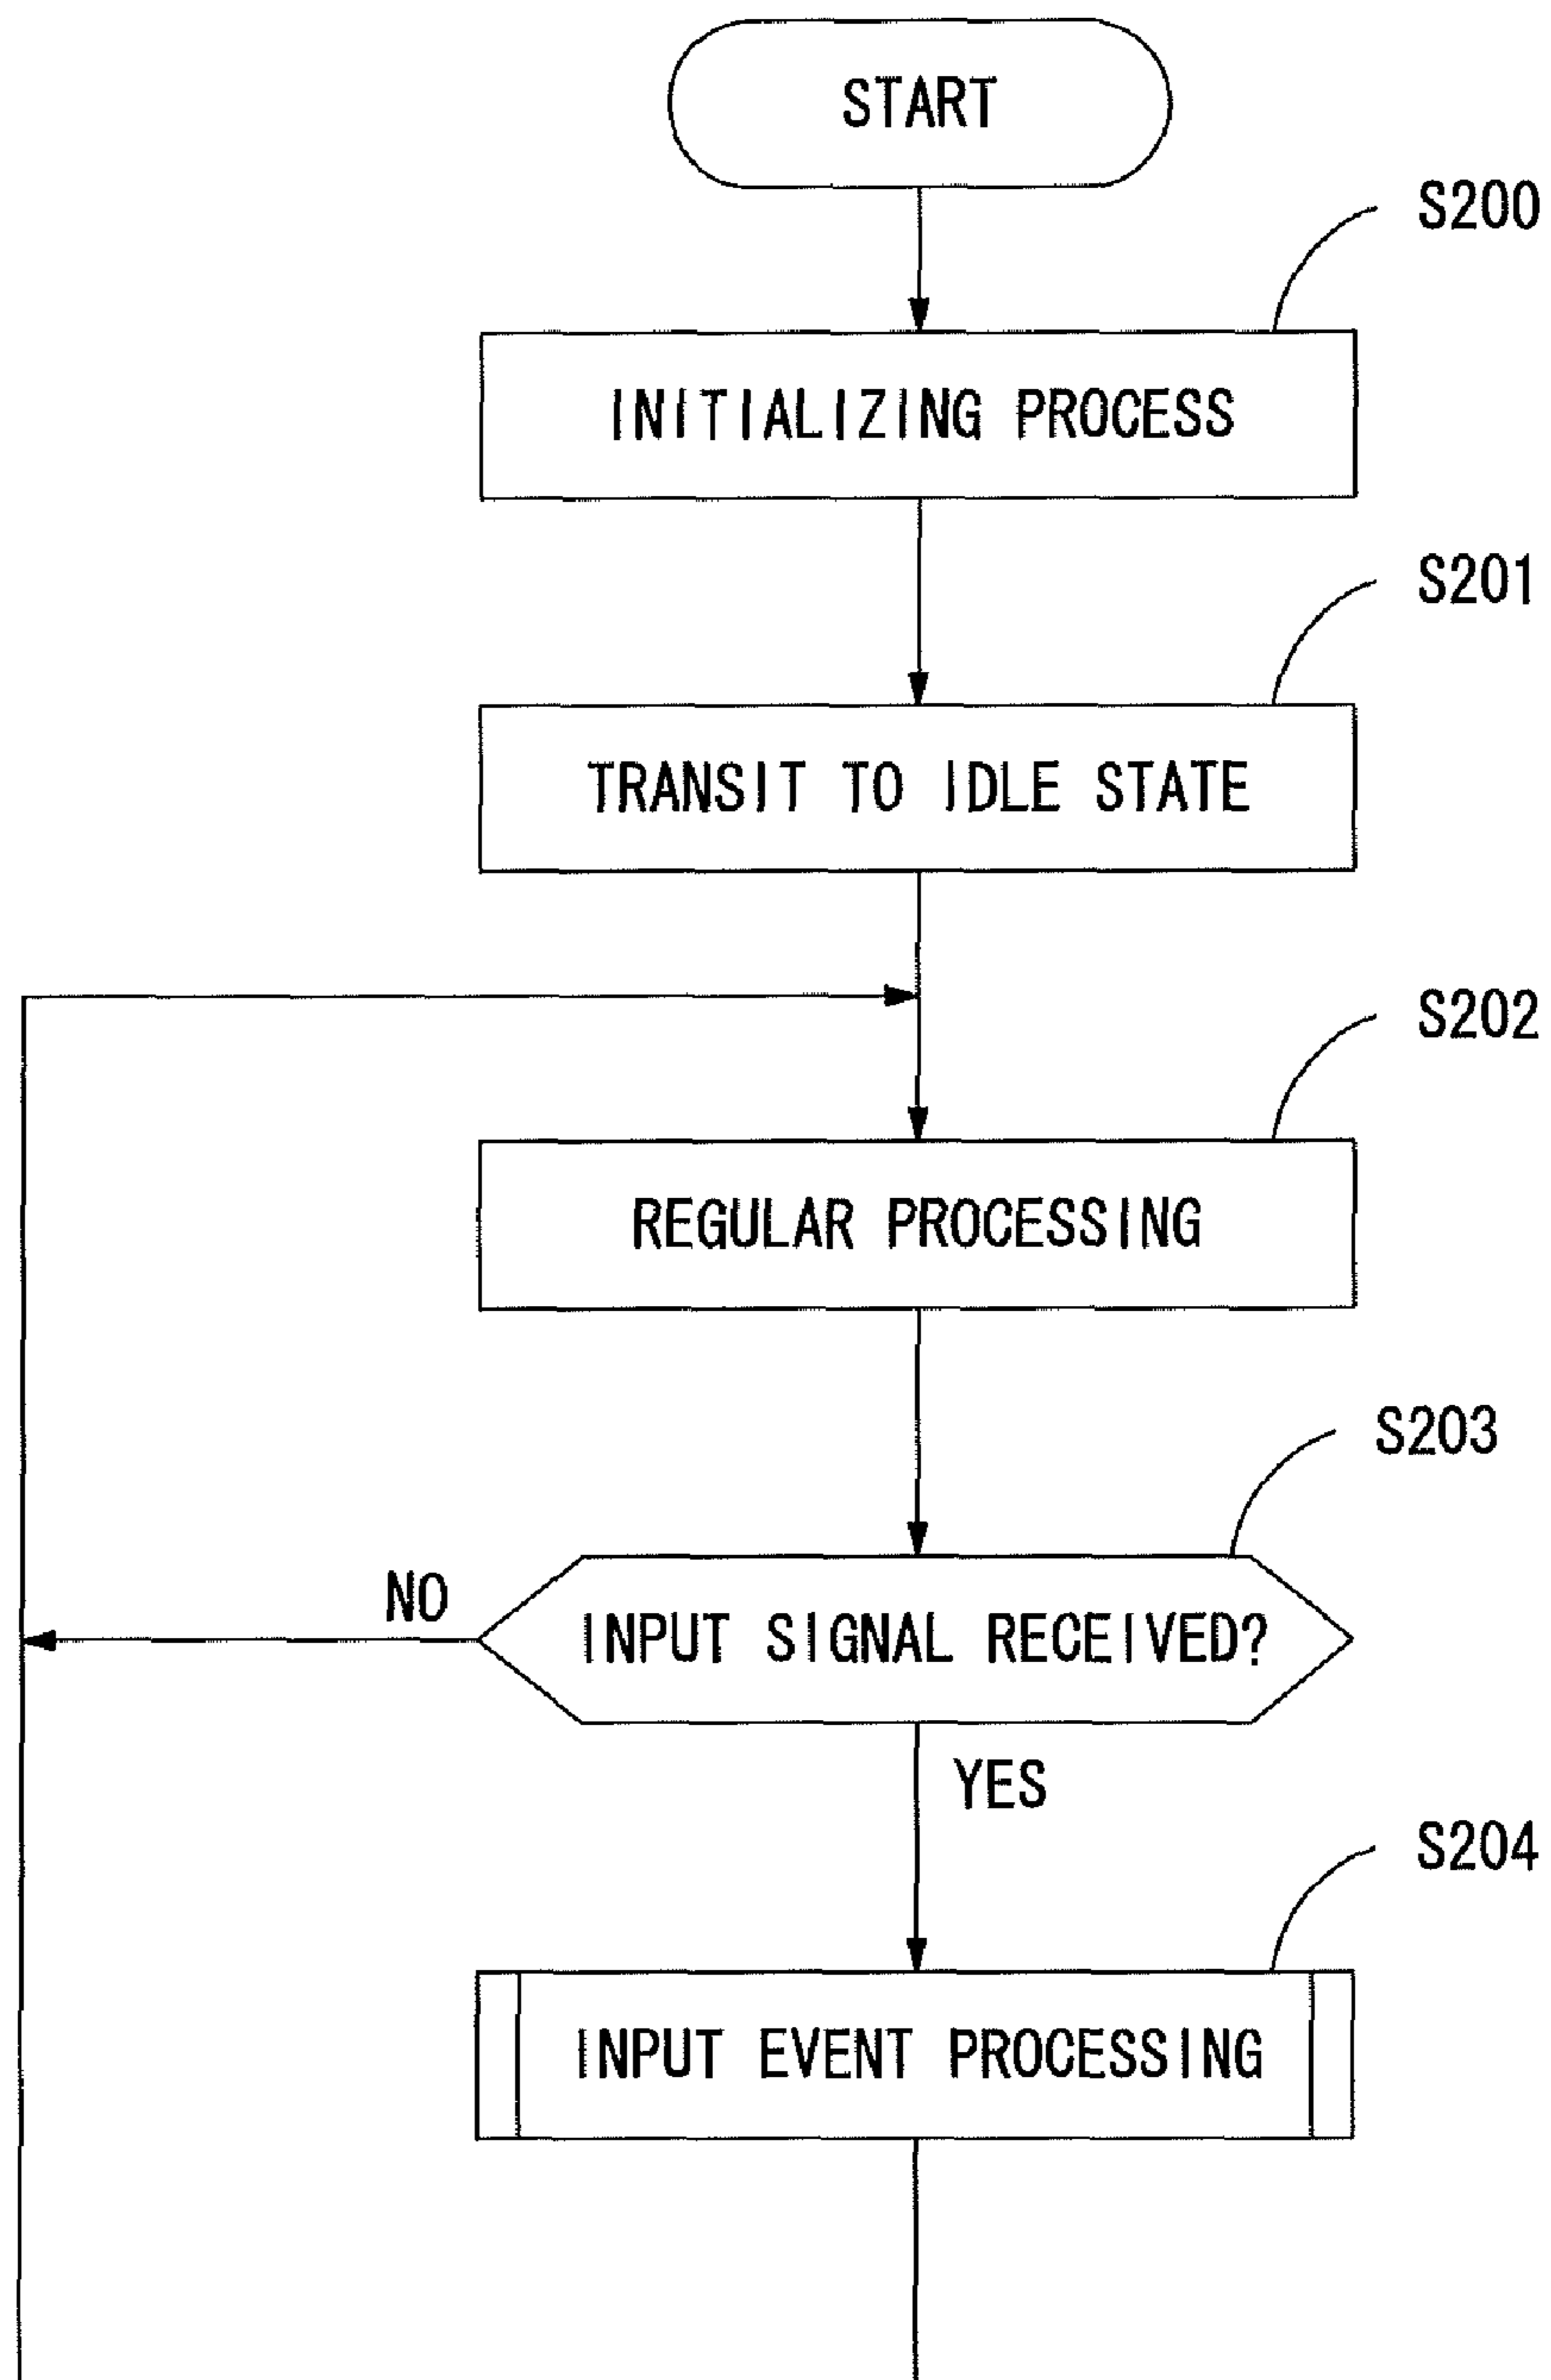 START
S200
INITIALIZING PROCESS
S201
TRANSIT TO IDLE STATE
S202
REGULAR PROCESSING
S203
NO
INPUT SIGNAL RECEIVED?
YES
S204
INPUT EVENT PROCESSING